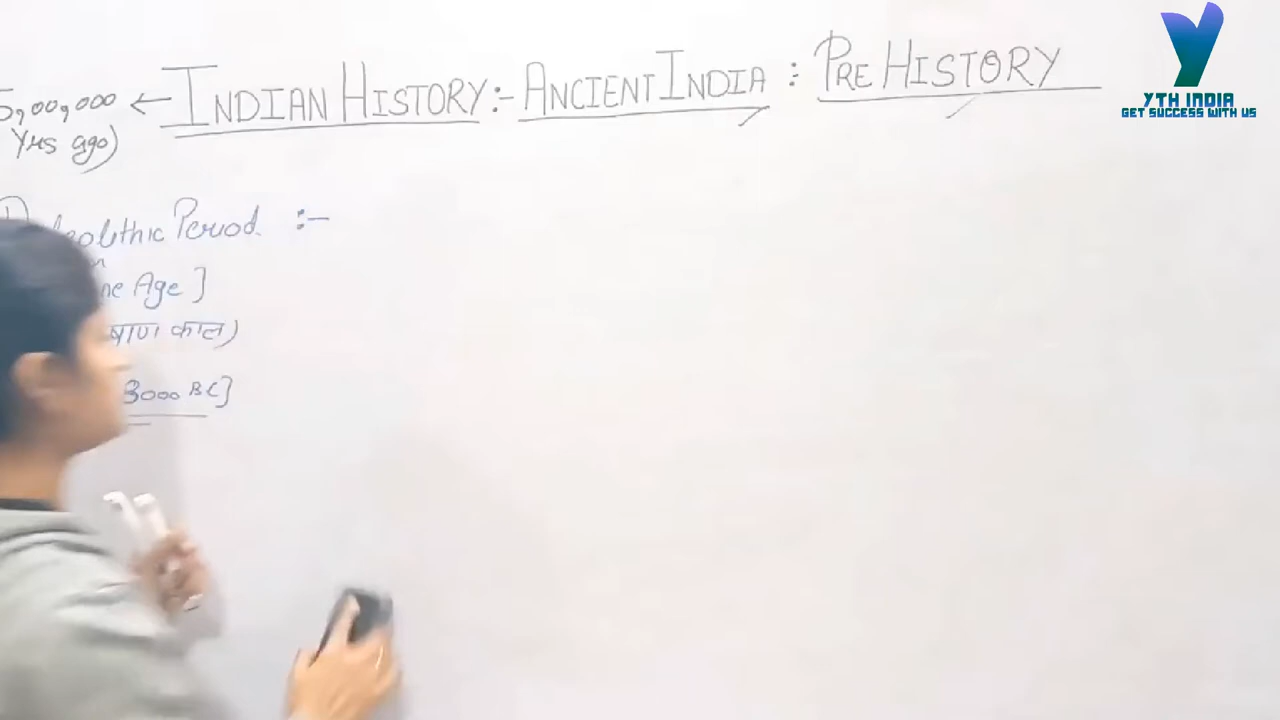 5,00,000 ← INDIAN HISTORY:- ANCIENT INDIA : PRE HISTORY
Yrs ago)
eolithic Period. :-
ne Age ]
षाण काल)
3000 BC]
YTH INDIA
GET SUCCESS WITH US